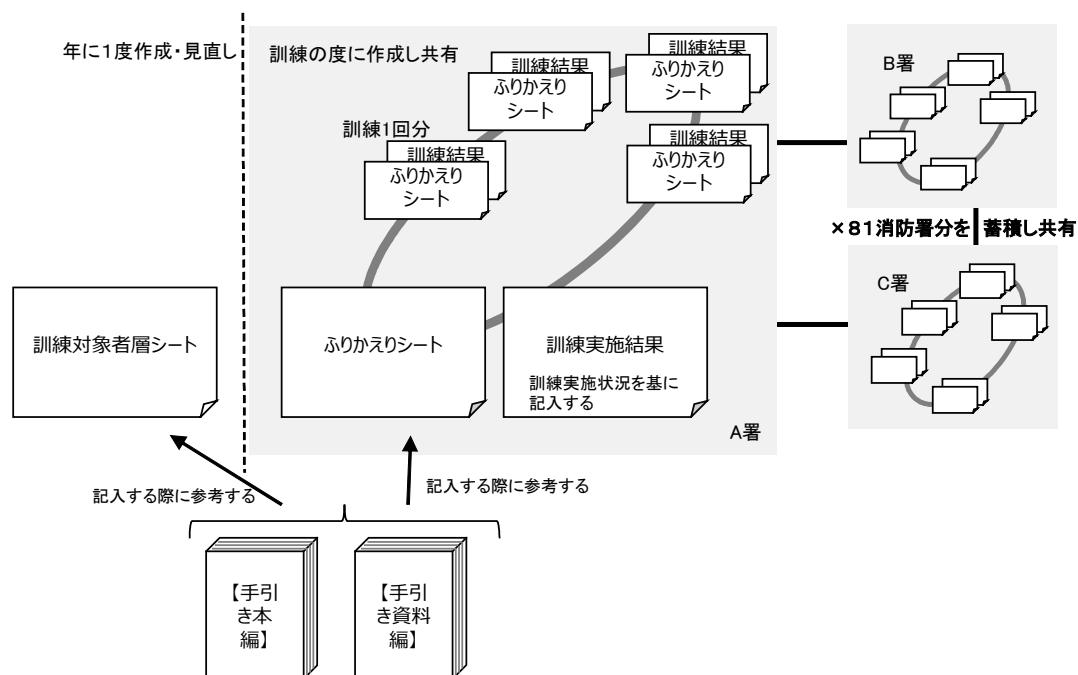 年に１度作成・見直し
訓練の度に作成し共有
訓練結果
ふりかえり
シート
訓練結果
ふりかえり
シート
訓練1回分
訓練結果
ふりかえり
シート
訓練結果
ふりかえり
シート
B署
×８１消防署分を
蓄積し共有
C署
訓練対象者層シート
ふりかえりシート
訓練実施結果
訓練実施状況を基に
記入する
A署
記入する際に参考する
記入する際に参考する
【手引
き本
編】
【手引
き資料
編】